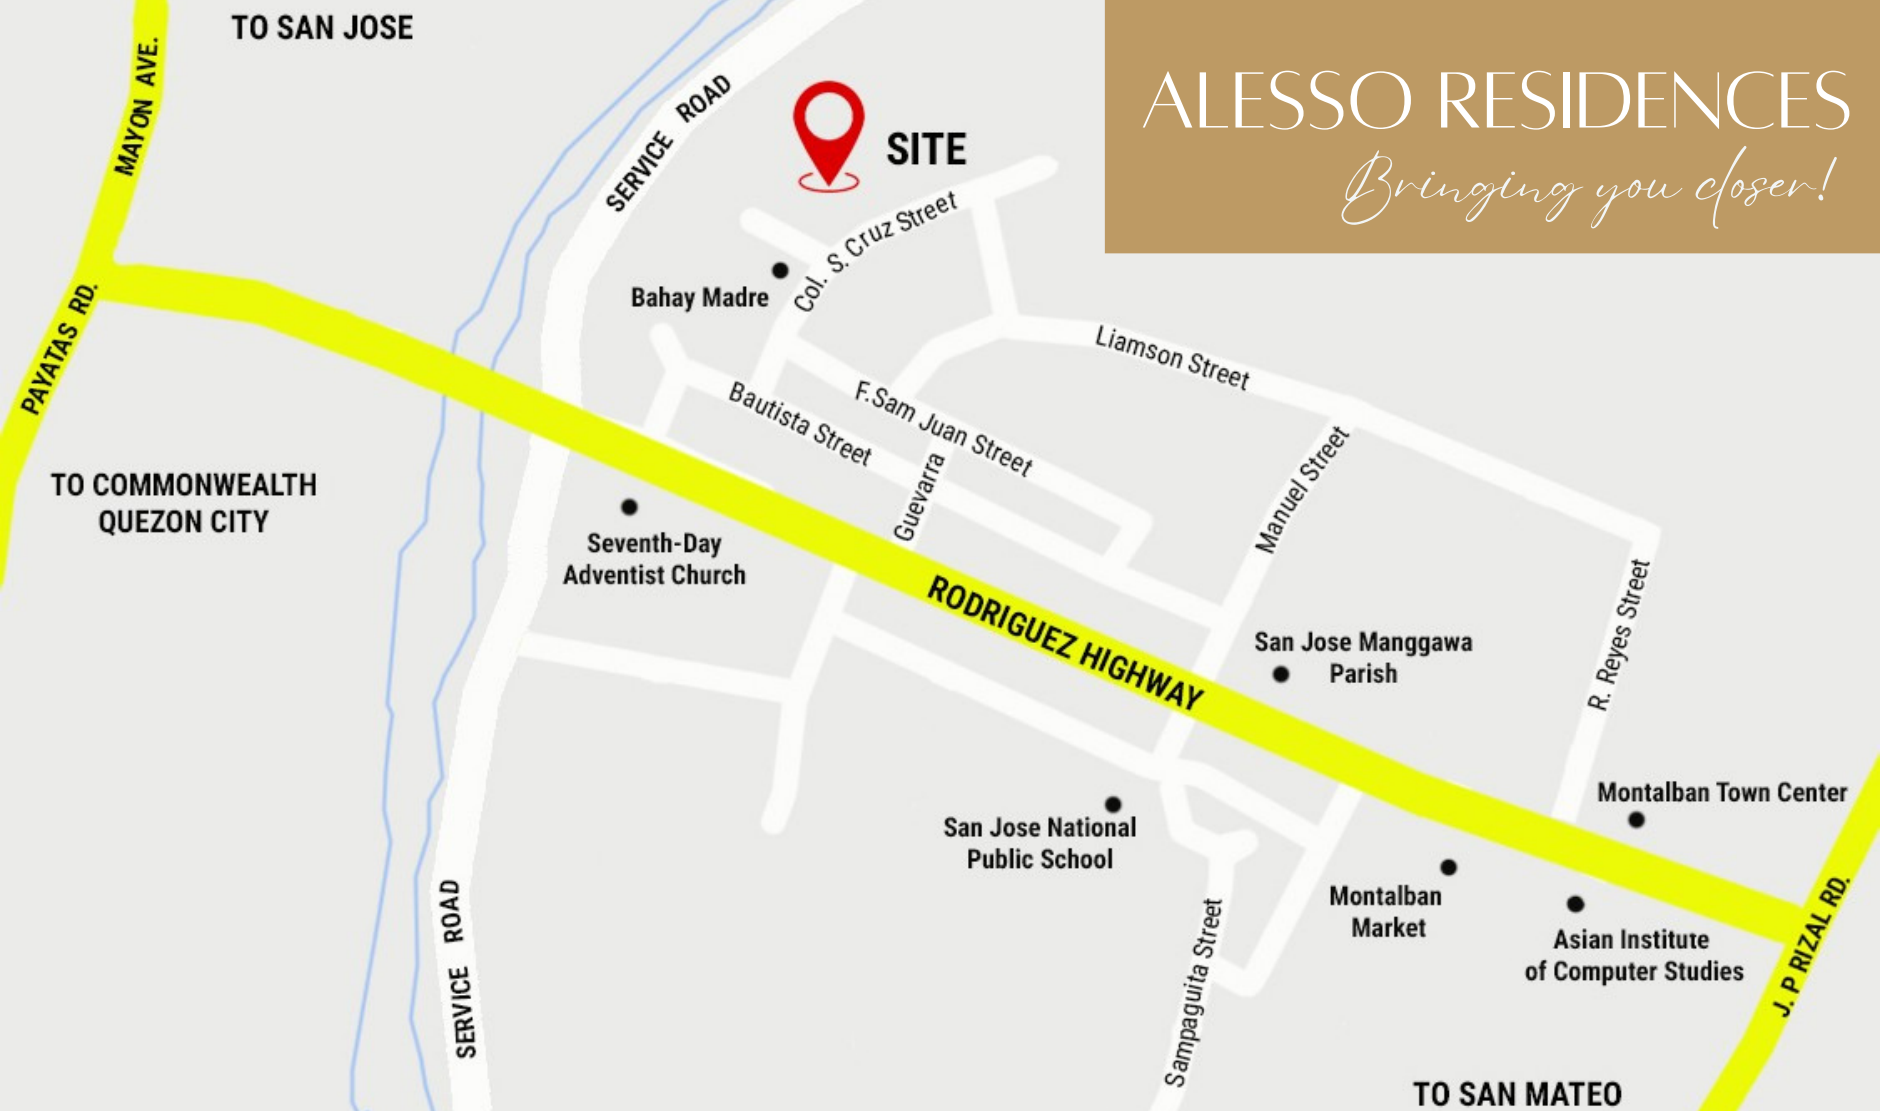 TO SAN JOSE
ALESSO RESIDENCES
Bringing you closer!
MAYON AVE.
SERVICE ROAD
SITE
Col. S. Cruz Street
Bahay Madre
PAYATAS RD.
Liamson Street
Bautista Street
F.Sam Juan Street
Guevarra
Manuel Street
TO COMMONWEALTH
QUEZON CITY
Seventh-Day
Adventist Church
RODRIGUEZ HIGHWAY
San Jose Manggawa
Parish
R. Reyes Street
Montalban Town Center
San Jose National
Public School
Montalban
Market
Asian Institute
of Computer Studies
J. P RIZAL RD.
SERVICE ROAD
Sampaguita Street
TO SAN MATEO